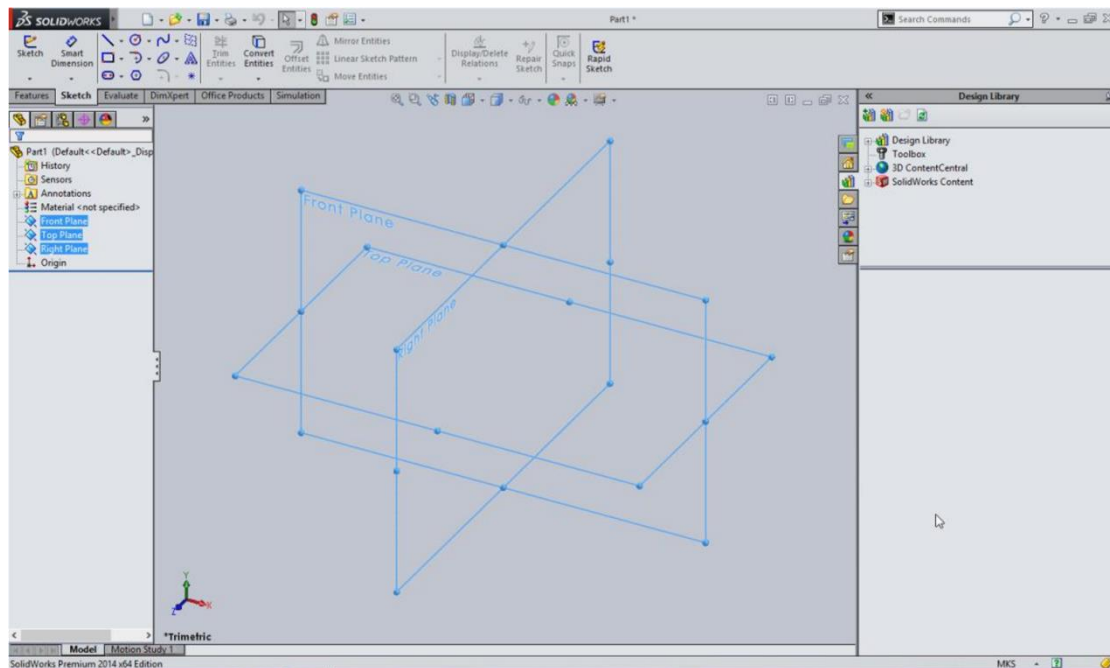 SOLIDWORKS
Part1 *
Search Commands
Sketch
Smart Dimension
Trim Entities
Convert Entities
Offset Entities
Mirror Entities
Linear Sketch Pattern
Move Entities
Display/Delete Relations
Repair Sketch
Quick Snaps
Rapid Sketch
Features Sketch Evaluate DimXpert Office Products Simulation
Design Library
Part1 (Default<<Default>_Disp
History
Sensors
Annotations
Material <not specified>
Front Plane
Top Plane
Right Plane
Origin
Front Plane
Top Plane
Right Plane
Design Library
Toolbox
3D ContentCentral
SolidWorks Content
Y
X
Z
*Trimetric
Model Motion Study 1
SolidWorks Premium 2014 x64 Edition
MKS